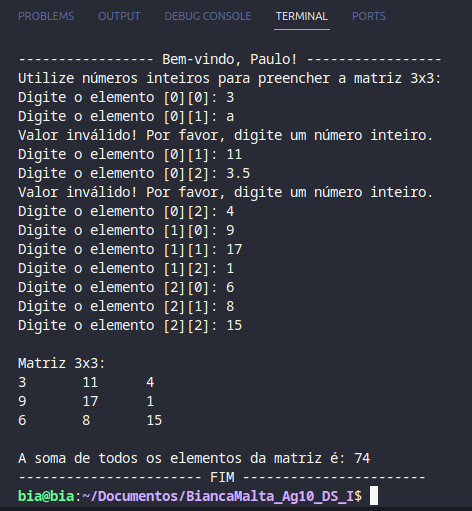 PROBLEMS OUTPUT DEBUG CONSOLE TERMINAL PORTS
----------------- Bem-vindo, Paulo! -----------------
Utilize números inteiros para preencher a matriz 3x3:
Digite o elemento [0][0]: 3
Digite o elemento [0][1]: a
Valor inválido! Por favor, digite um número inteiro.
Digite o elemento [0][1]: 11
Digite o elemento [0][2]: 3.5
Valor inválido! Por favor, digite um número inteiro.
Digite o elemento [0][2]: 4
Digite o elemento [1][0]: 9
Digite o elemento [1][1]: 17
Digite o elemento [1][2]: 1
Digite o elemento [2][0]: 6
Digite o elemento [2][1]: 8
Digite o elemento [2][2]: 15
Matriz 3x3:
3 11 4
9 17 1
6 8 15
A soma de todos os elementos da matriz é: 74
----------------------- FIM -----------------------
bia@bia:~/Documentos/BiancaMalta_Ag10_DS_I$